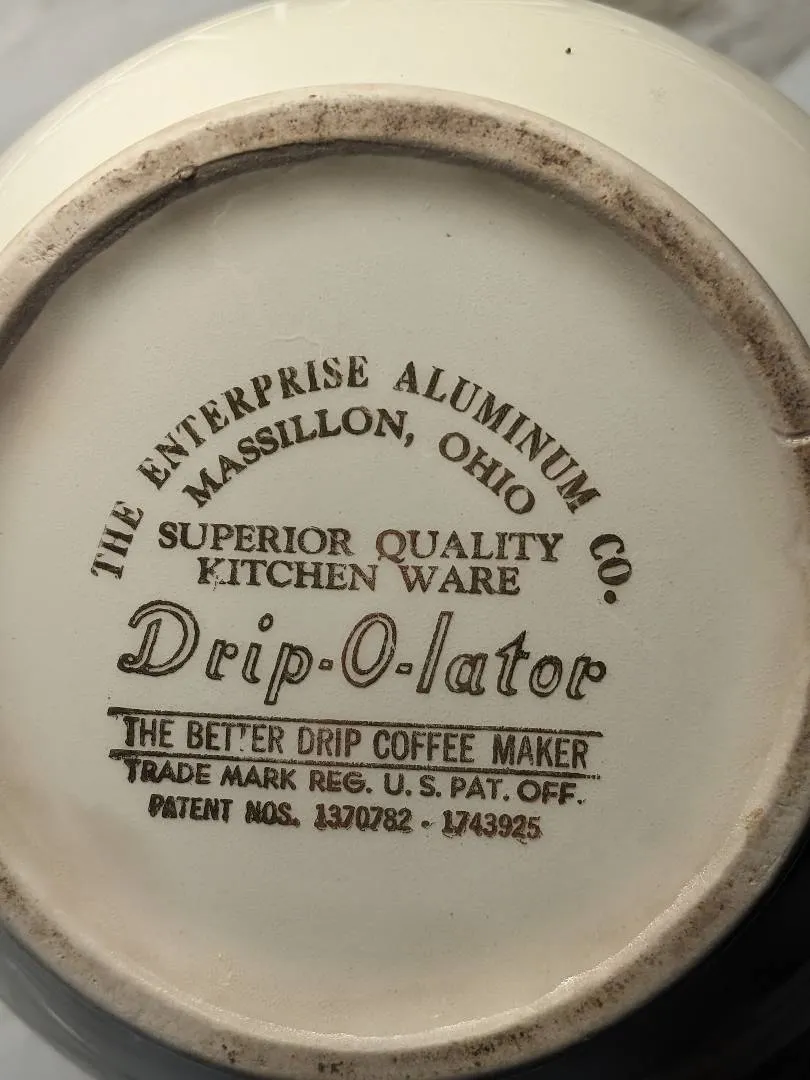 THE ENTERPRISE ALUMINUM CO.
MASSILLON, OHIO
SUPERIOR QUALITY
KITCHEN WARE
Drip-O-lator
THE BETTER DRIP COFFEE MAKER
TRADE MARK REG. U. S. PAT. OFF.
PATENT NOS. 1370782 - 1743925